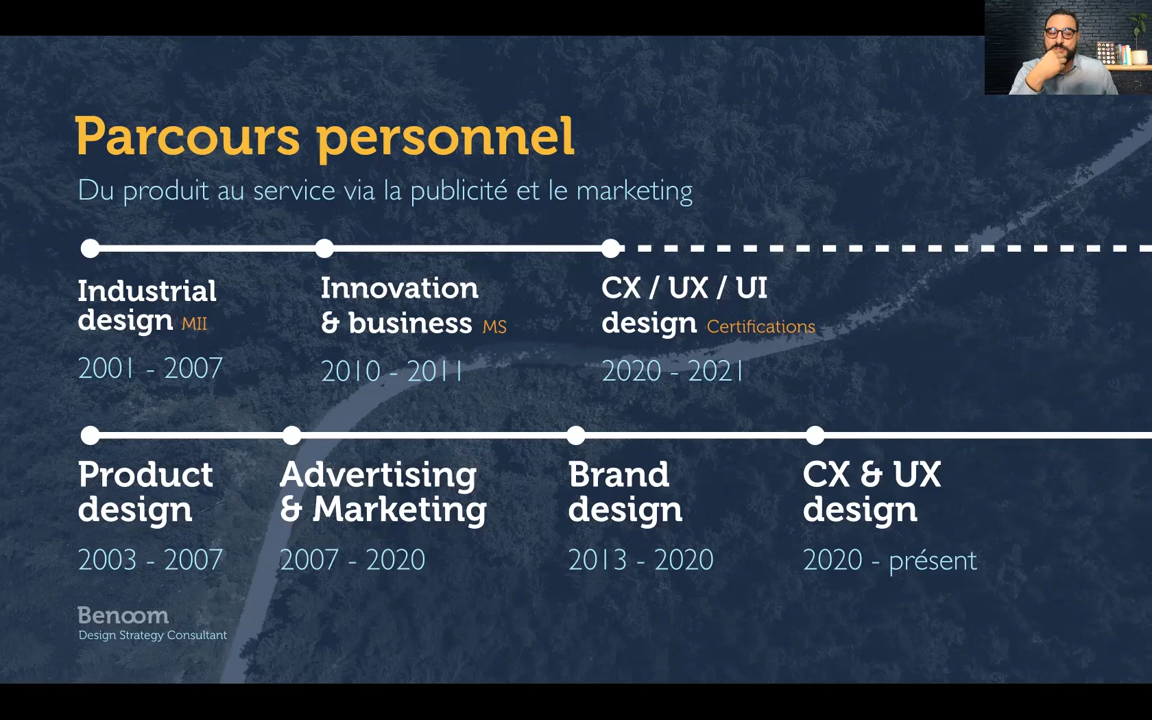 Parcours personnel
Du produit au service via la publicité et le marketing
Industrial
design MII
2001 - 2007
Innovation
& business MS
2010 - 2011
CX / UX / UI
design Certifications
2020 - 2021
Product
design
2003 - 2007
Advertising
& Marketing
2007 - 2020
Brand
design
2013 - 2020
CX & UX
design
2020 - présent
Bencom
Design Strategy Consultant